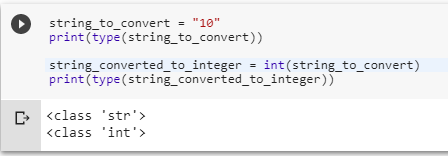 string_to_convert = "10"
print(type(string_to_convert))
string_converted_to_integer = int(string_to_convert)
print(type(string_converted_to_integer))
<class 'str'>
<class 'int'>